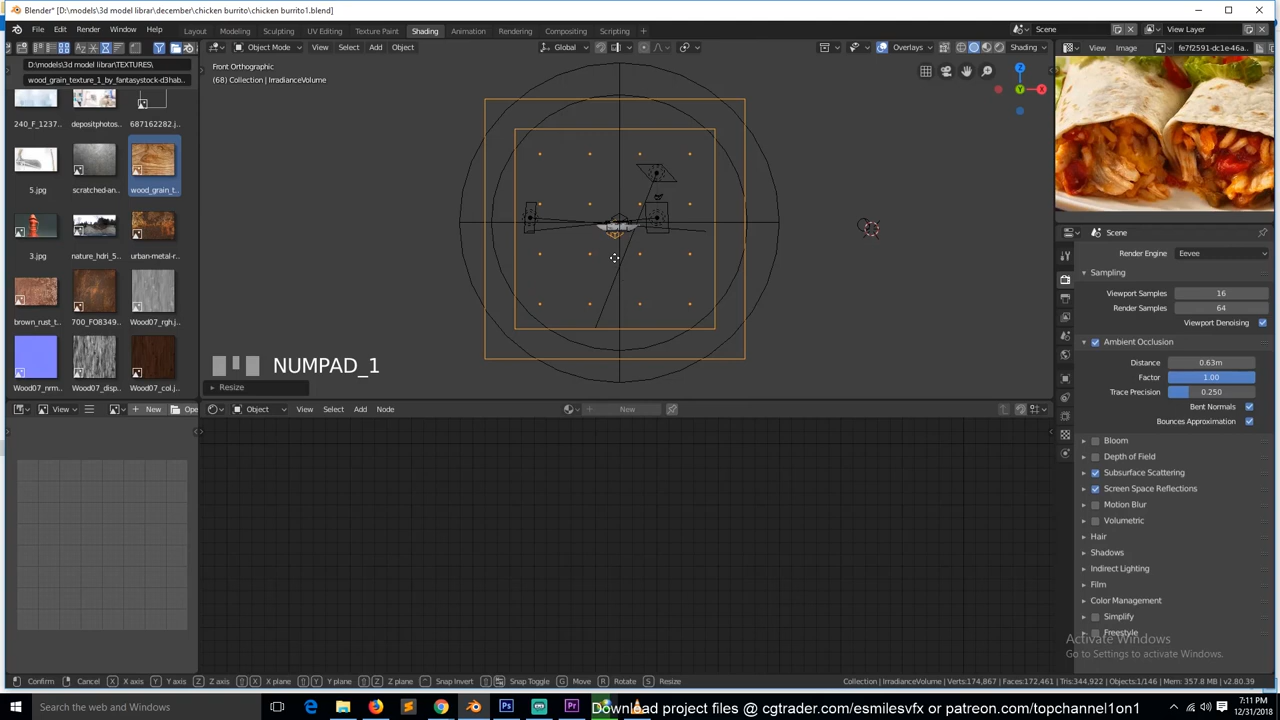 Blender* [D:\models\3d model librar\december\chicken burrito\chicken burrito1.blend]
File Edit Render Window Help Layout Modeling Sculpting UV Editing Texture Paint Shading Animation Rendering Compositing Scripting + Scene View Layer
Object Mode View Select Add Object Global Overlays Shading View Image fe7f2591-dc1e-46a..
D:\models\3d model librar\TEXTURES\
wood_grain_texture_1_by_fantasystock-d3hab..
Front Orthographic
(68) Collection | IrradianceVolume
Z
Y
X
240_F_1237.. depositphotos.. 687162282.j..
5.jpg scratched-an.. wood_grain_t..
3.jpg nature_hdri_5.. urban-metal-r..
brown_rust_t.. 700_FO8349.. Wood07_rgh.j..
Wood07_nrm.. Wood07_disp.. Wood07_col.j..
NUMPAD_1
Resize
View New Ope
Object View Select Add Node New
Scene
Render Engine Eevee
Sampling
Viewport Samples 16
Render Samples 64
Viewport Denoising
Ambient Occlusion
Distance 0.63m
Factor 1.00
Trace Precision 0.250
Bent Normals
Bounces Approximation
Bloom
Depth of Field
Subsurface Scattering
Screen Space Reflections
Motion Blur
Volumetric
Hair
Shadows
Indirect Lighting
Film
Color Management
Simplify
Freestyle
Activate Windows
Go to Settings to activate Windows.
Confirm Cancel X X axis Y Y axis Z Z axis X X plane Y Y plane Z Z plane Snap Invert Snap Toggle G Move R Rotate S Resize Collection | IrradianceVolume | Verts:174,867 | Faces:172,461 | Tris:344,922 | Objects:1/146 | Mem: 357.8 MB | v2.80.39
Search the web and Windows
Download project files @ cgtrader.com/esmilesvfx or patreon.com/topchannel1on1
7:11 PM
12/31/2018